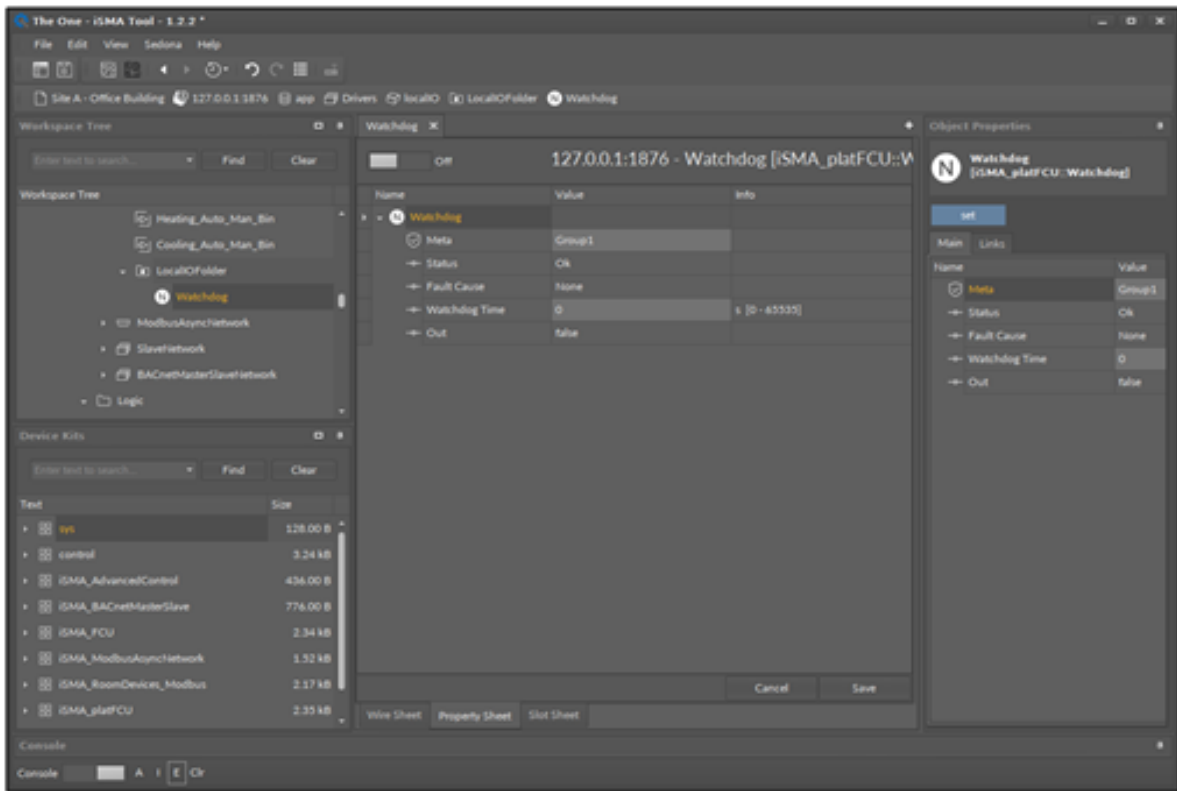 The One - iSMA Tool - 1.2.2 *
File Edit View Sedona Help
Site A - Office Building 127.0.0.1:1876 app Drivers localIO LocalIOFolder Watchdog
Workspace Tree
Enter text to search... Find Clear
Workspace Tree
Heating_Auto_Man_Bin
Cooling_Auto_Man_Bin
LocalIOFolder
Watchdog
ModbusAsyncNetwork
SlaveNetwork
BACnetMasterSlaveNetwork
Logic
Device Kits
Enter text to search... Find Clear
Text Size
sys 128.00 B
control 3.24 kB
iSMA_AdvancedControl 436.00 B
iSMA_BACnetMasterSlave 776.00 B
iSMA_FCU 2.34 kB
iSMA_ModbusAsyncNetwork 1.52 kB
iSMA_RoomDevices_Modbus 2.17 kB
iSMA_platFCU 2.35 kB
Watchdog
Off 127.0.0.1:1876 - Watchdog [iSMA_platFCU::W
Name Value Info
N Watchdog
Meta Group1
Status Ok
Fault Cause None
Watchdog Time 0 s [0 - 65535]
Out false
Cancel Save
Wire Sheet Property Sheet Slot Sheet
Object Properties
N Watchdog
[iSMA_platFCU::Watchdog]
set
Main Links
Name Value
Meta Group1
Status Ok
Fault Cause None
Watchdog Time 0
Out false
Console
Console A I E Clr